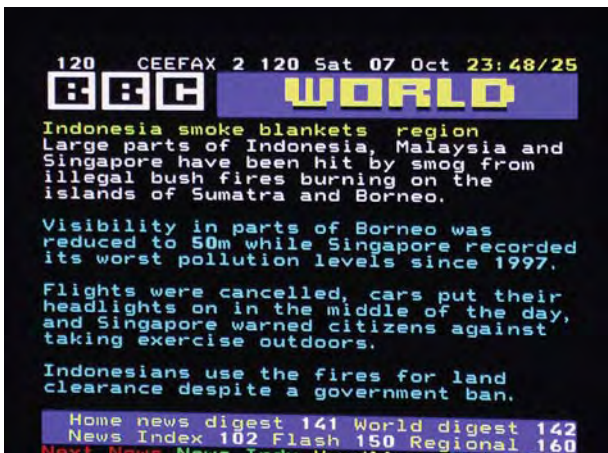 120 CEEFAX 2 120 Sat 07 Oct 23:48/25
BBC WORLD
Indonesia smoke blankets region
Large parts of Indonesia, Malaysia and
Singapore have been hit by smog from
illegal bush fires burning on the
islands of Sumatra and Borneo.
Visibility in parts of Borneo was
reduced to 50m while Singapore recorded
its worst pollution levels since 1997.
Flights were cancelled, cars put their
headlights on in the middle of the day,
and Singapore warned citizens against
taking exercise outdoors.
Indonesians use the fires for land
clearance despite a government ban.
Home news digest 141 World digest 142
News Index 102 Flash 150 Regional 160
Next News News Indx